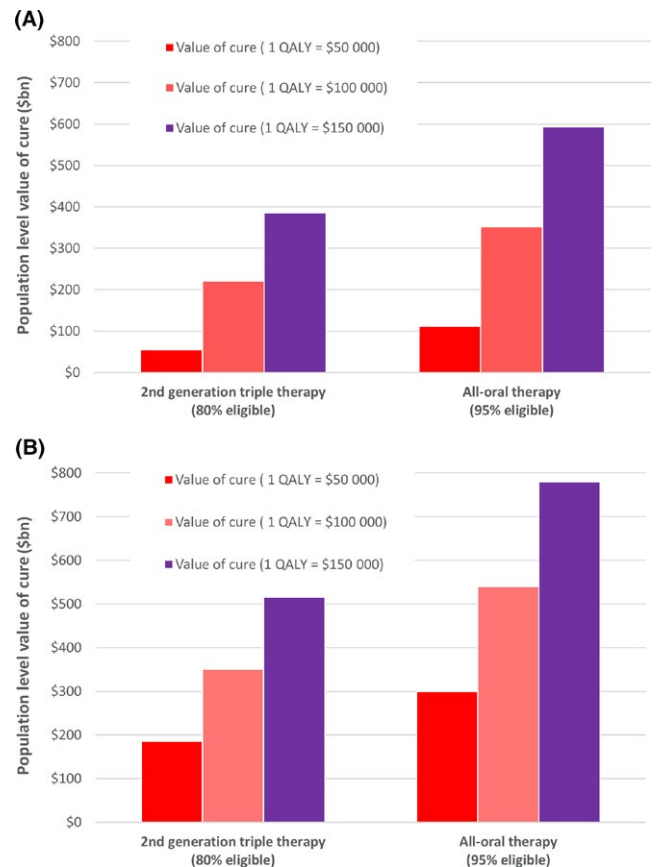 (A)
$800
$700
$600
$500
$400
$300
$200
$100
$0
Population level value of cure ($bn)
Value of cure ( 1 QALY = $50 000)
Value of cure ( 1 QALY = $100 000)
Value of cure (1 QALY = $150 000)
2nd generation triple therapy
(80% eligible)
All-oral therapy
(95% eligible)
(B)
$800
$700
$600
$500
$400
$300
$200
$100
$0
Population level value of cure ($bn)
Value of cure ( 1 QALY = $50 000)
Value of cure ( 1 QALY = $100 000)
Value of cure (1 QALY = $150 000)
2nd generation triple therapy
(80% eligible)
All-oral therapy
(95% eligible)